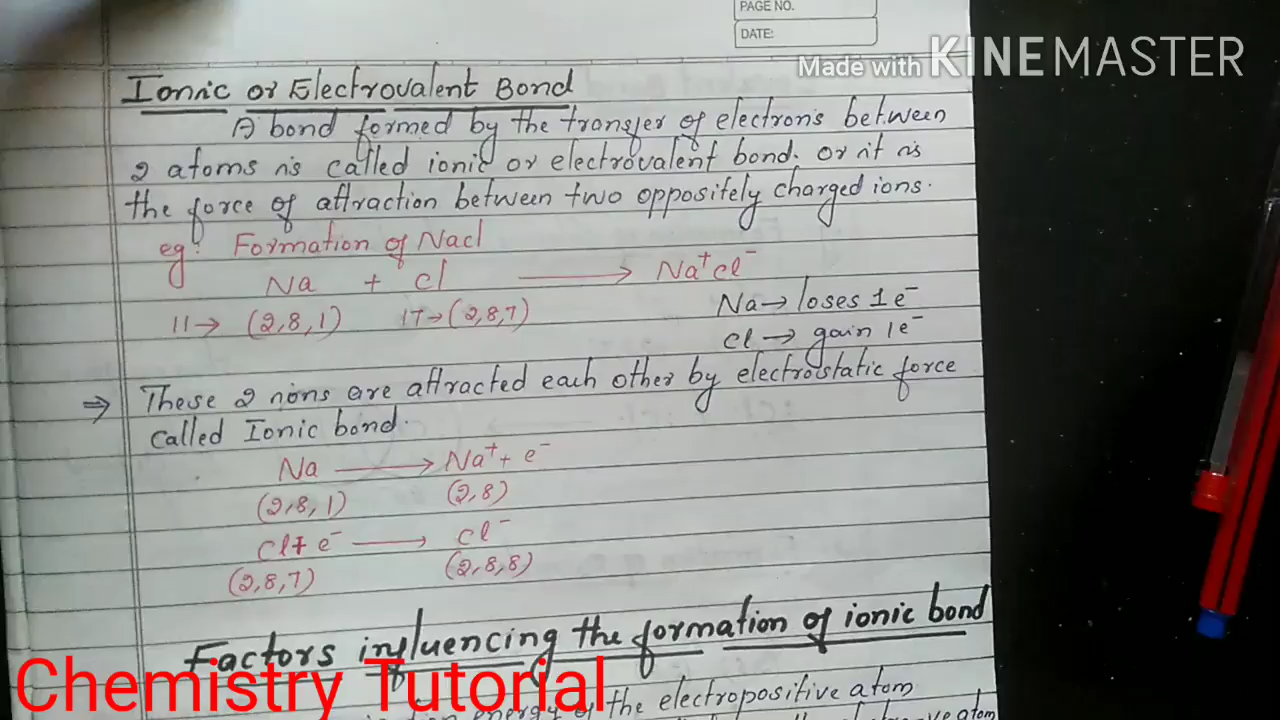 PAGE NO.
DATE:
Made with KINEMASTER
Ionic or Electrovalent Bond
A bond formed by the transfer of electrons between
2 atoms is called ionic or electrovalent bond. or it is
the force of attraction between two oppositely charged ions.
eg: Formation of Nacl
Na + cl ⟶ Na⁺cl⁻
11→ (2,8,1) 17→(2,8,7)
Na→ loses 1e⁻
Cl → gain 1e⁻
⇒ These 2 ions are attracted each other by electrostatic force
called Ionic bond.
Na ⟶ Na⁺ + e⁻
(2,8,1) (2,8)
Cl + e⁻ ⟶ Cl⁻
(2,8,7) (2,8,8)
Factors influencing the formation of ionic bond
Chemistry Tutorial
energy of the electropositive atom
atom